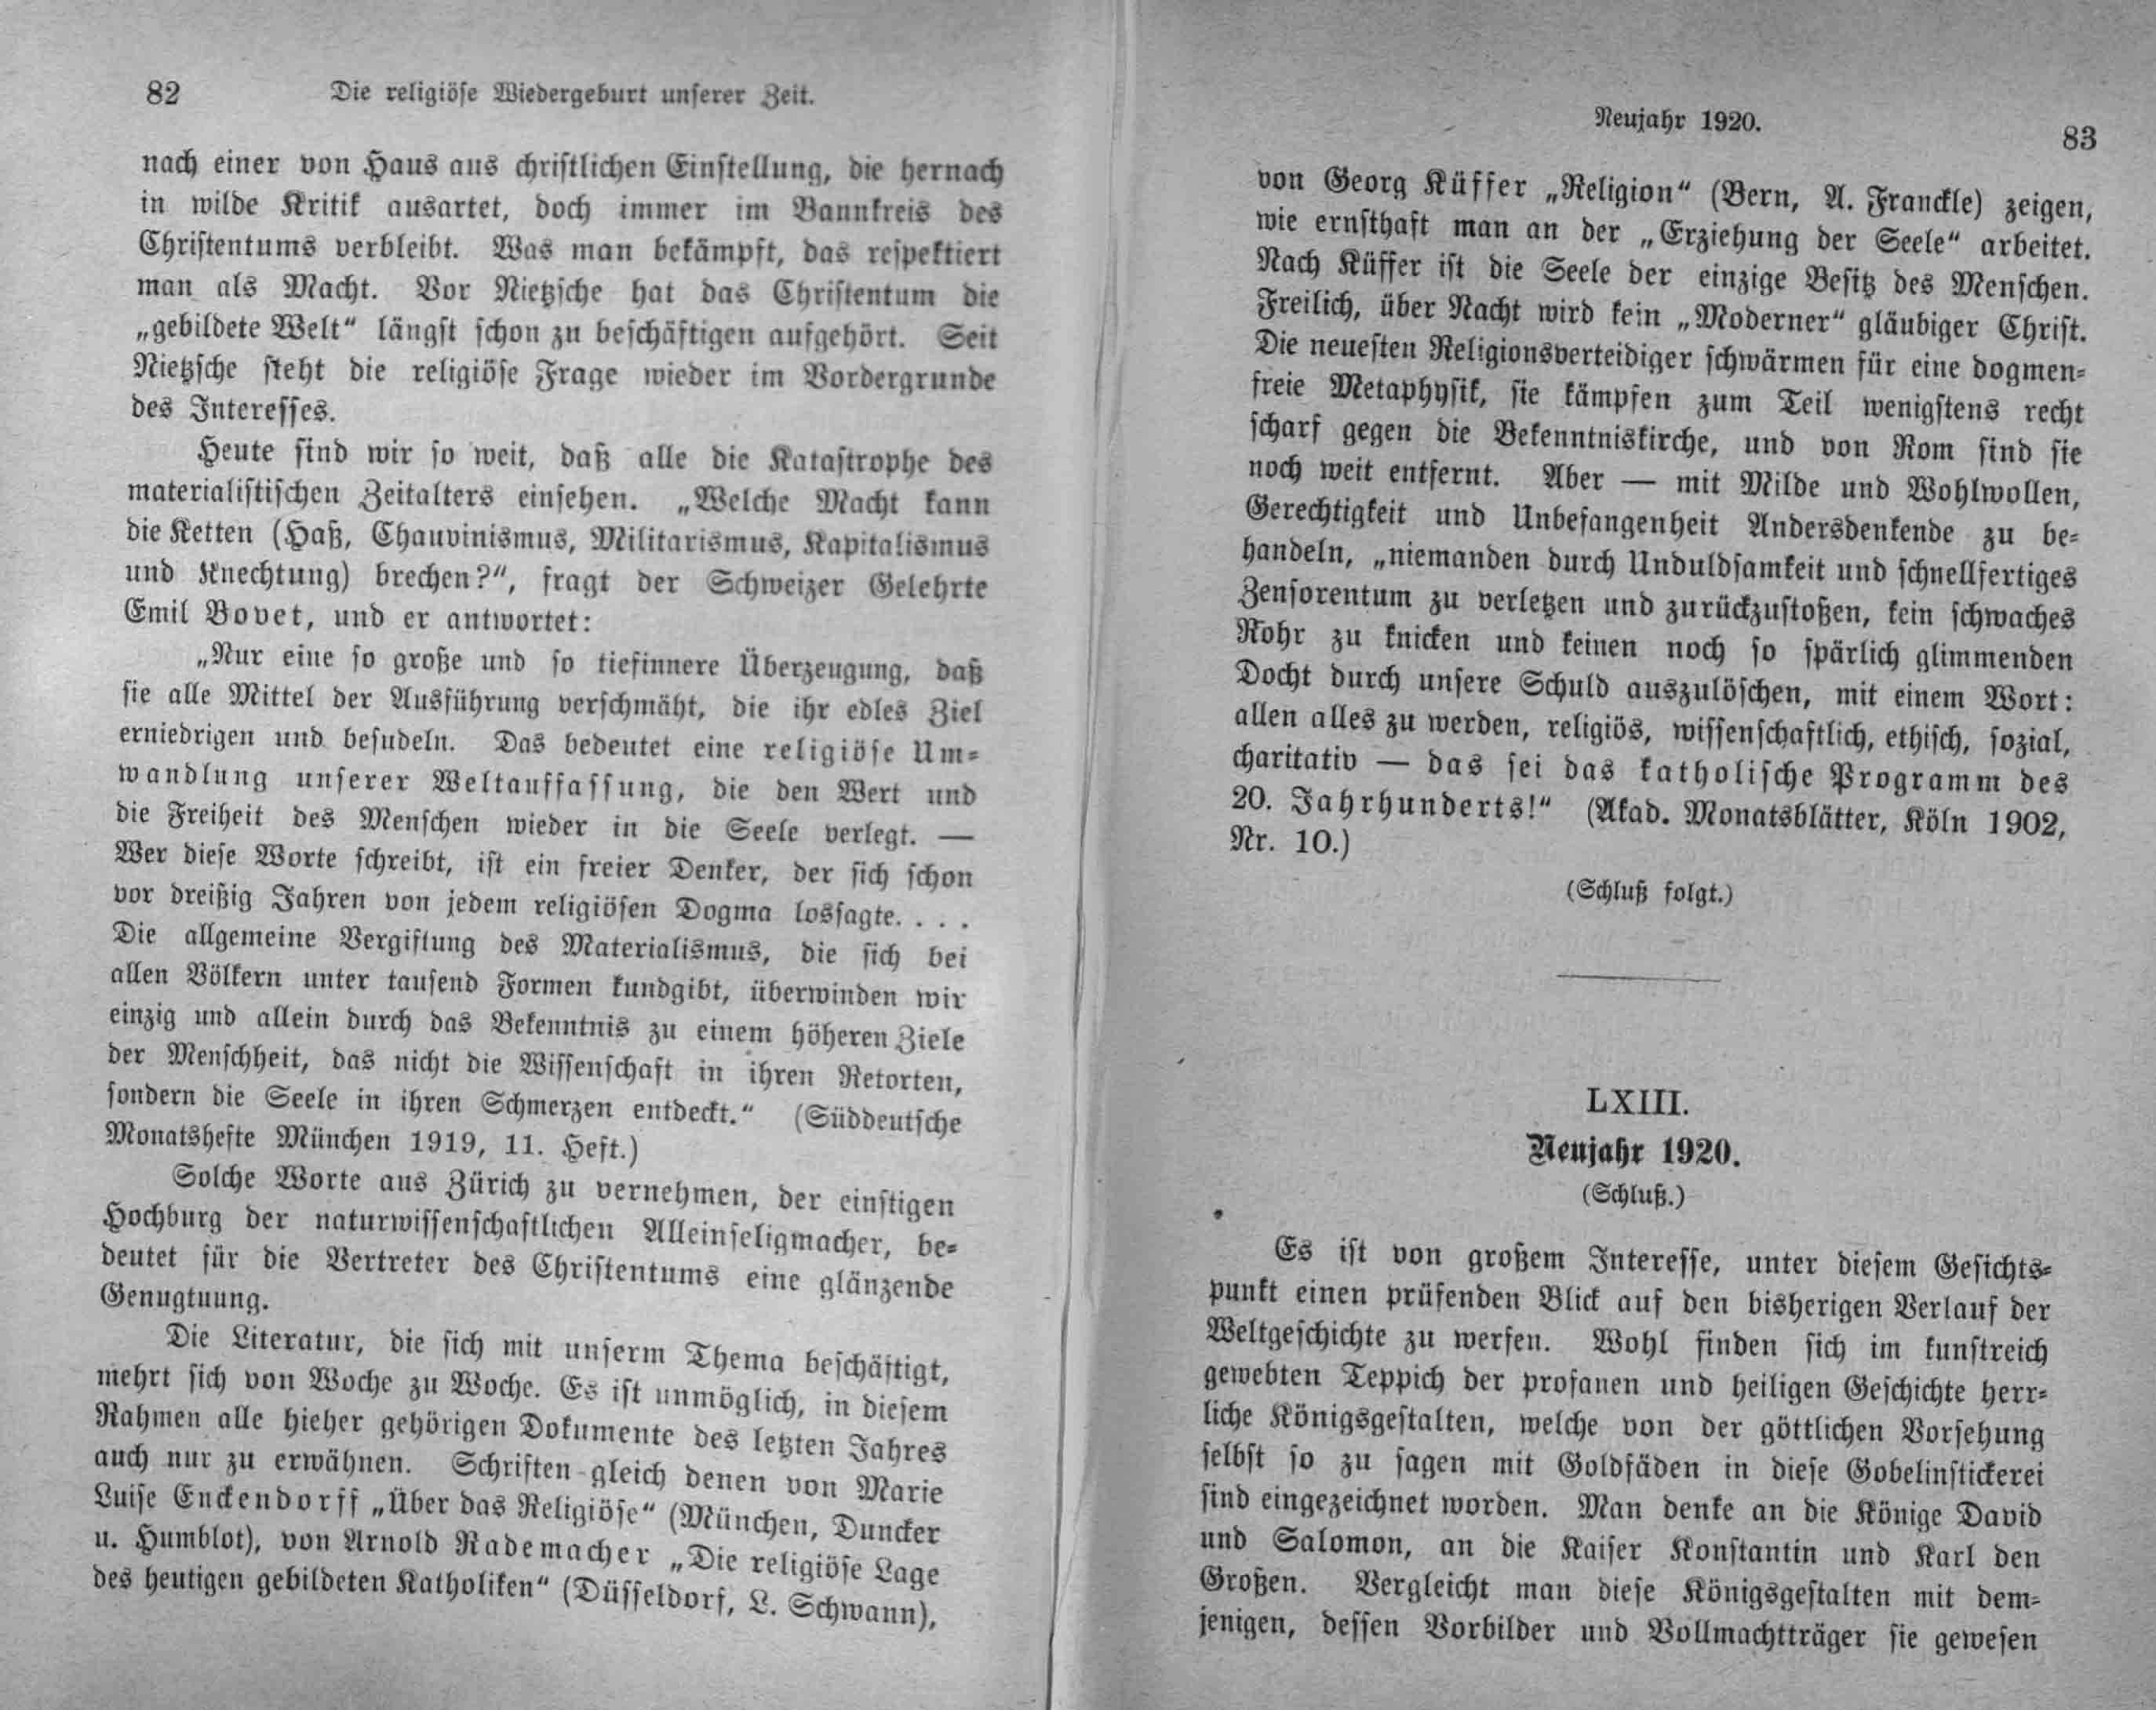 82
Die religiöse Wiedergeburt unserer Zeit.
nach einer von Haus aus christlichen Einstellung, die hernach
in wilde Kritik ausartet, doch immer im Bannkreis des
Christentums verbleibt. Was man bekämpft, das respektiert
man als Macht. Vor Nietzsche hat das Christentum die
„gebildete Welt“ längst schon zu beschäftigen aufgehört. Seit
Nietzsche steht die religiöse Frage wieder im Vordergrunde
des Interesses.
Heute sind wir so weit, daß alle die Katastrophe des
materialistischen Zeitalters einsehen. „Welche Macht kann
die Ketten (Haß, Chauvinismus, Militarismus, Kapitalismus
und Knechtung) brechen?“, fragt der Schweizer Gelehrte
Emil Bovet, und er antwortet:
„Nur eine so große und so tiefinnere Überzeugung, daß
sie alle Mittel der Ausführung verschmäht, die ihr edles Ziel
erniedrigen und besudeln. Das bedeutet eine religiöse Um-
wandlung unserer Weltauffassung, die den Wert und
die Freiheit des Menschen wieder in die Seele verlegt. —
Wer diese Worte schreibt, ist ein freier Denker, der sich schon
vor dreißig Jahren von jedem religiösen Dogma lossagte. . . .
Die allgemeine Vergiftung des Materialismus, die sich bei
allen Völkern unter tausend Formen kundgibt, überwinden wir
einzig und allein durch das Bekenntnis zu einem höheren Ziele
der Menschheit, das nicht die Wissenschaft in ihren Retorten,
sondern die Seele in ihren Schmerzen entdeckt.“ (Süddeutsche
Monatshefte München 1919, 11. Heft.)
Solche Worte aus Zürich zu vernehmen, der einstigen
Hochburg der naturwissenschaftlichen Alleinseligmacher, be-
deutet für die Vertreter des Christentums eine glänzende
Genugtuung.
Die Literatur, die sich mit unserm Thema beschäftigt,
mehrt sich von Woche zu Woche. Es ist unmöglich, in diesem
Rahmen alle hieher gehörigen Dokumente des letzten Jahres
auch nur zu erwähnen. Schriften gleich denen von Marie
Luise Enckendorff „Über das Religiöse“ (München, Duncker
u. Humblot), von Arnold Rademacher „Die religiöse Lage
des heutigen gebildeten Katholiken“ (Düsseldorf, L. Schwann),
Neujahr 1920.
83
von Georg Küffer „Religion“ (Bern, A. Franckle) zeigen,
wie ernsthaft man an der „Erziehung der Seele“ arbeitet.
Nach Küffer ist die Seele der einzige Besitz des Menschen.
Freilich, über Nacht wird kein „Moderner“ gläubiger Christ.
Die neuesten Religionsverteidiger schwärmen für eine dogmen-
freie Metaphysik, sie kämpfen zum Teil wenigstens recht
scharf gegen die Bekenntniskirche, und von Rom sind sie
noch weit entfernt. Aber — mit Milde und Wohlwollen,
Gerechtigkeit und Unbefangenheit Andersdenkende zu be-
handeln, „niemanden durch Unduldsamkeit und schnellfertiges
Zensorentum zu verletzen und zurückzustoßen, kein schwaches
Rohr zu knicken und keinen noch so spärlich glimmenden
Docht durch unsere Schuld auszulöschen, mit einem Wort:
allen alles zu werden, religiös, wissenschaftlich, ethisch, sozial,
charitativ — das sei das katholische Programm des
20. Jahrhunderts!“ (Akad. Monatsblätter, Köln 1902,
Nr. 10.)
(Schluß folgt.)
LXIII.
Neujahr 1920.
(Schluß.)
Es ist von großem Interesse, unter diesem Gesichts-
punkt einen prüfenden Blick auf den bisherigen Verlauf der
Weltgeschichte zu werfen. Wohl finden sich im kunstreich
gewebten Teppich der profanen und heiligen Geschichte herr-
liche Königsgestalten, welche von der göttlichen Vorsehung
selbst so zu sagen mit Goldfäden in diese Gobelinstickerei
sind eingezeichnet worden. Man denke an die Könige David
und Salomon, an die Kaiser Konstantin und Karl den
Großen. Vergleicht man diese Königsgestalten mit dem-
jenigen, dessen Vorbilder und Vollmachtträger sie gewesen